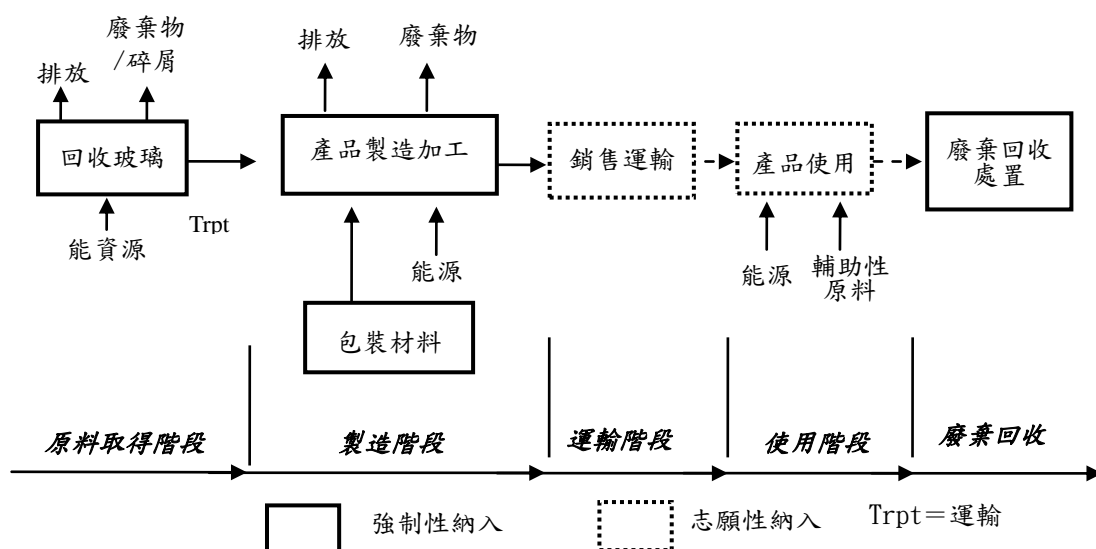 排放
廢棄物
/碎屑
回收玻璃
能資源
Trpt
排放
廢棄物
產品製造加工
能源
包裝材料
銷售運輸
產品使用
能源
輔助性
原料
廢棄回收
處置
原料取得階段
製造階段
運輸階段
使用階段
廢棄回收
強制性納入
志願性納入
Trpt＝運輸